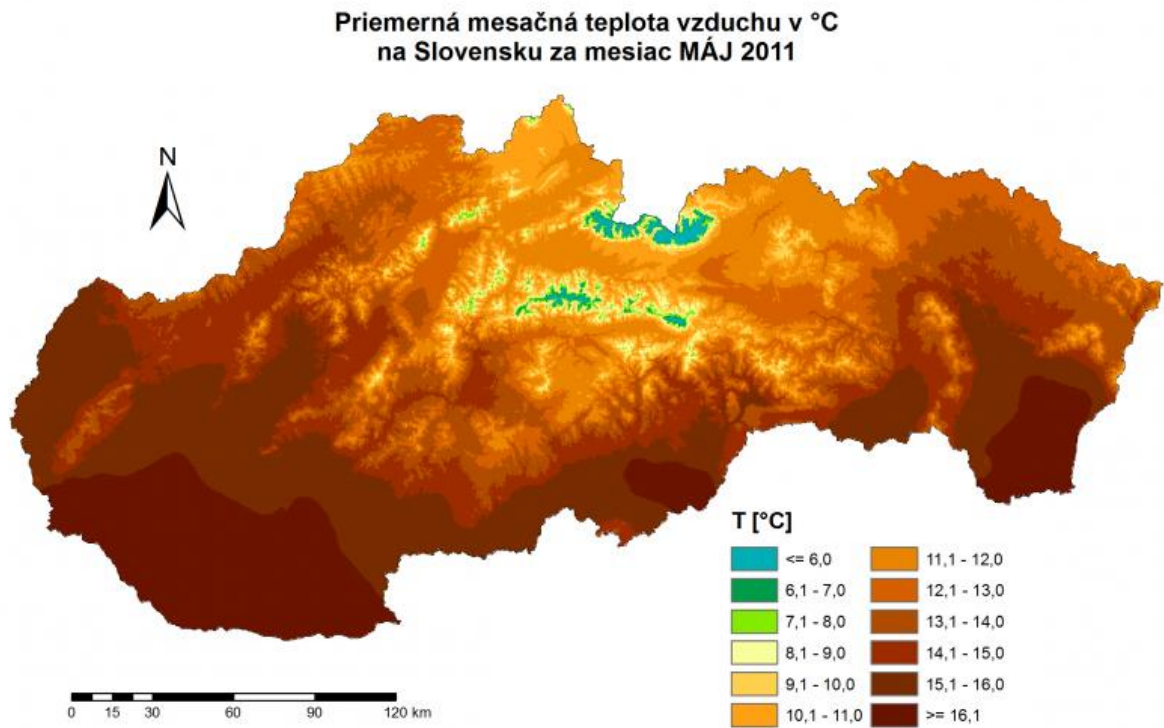 Priemerná mesačná teplota vzduchu v °C
na Slovensku za mesiac MÁJ 2011
N
T [°C]
<= 6,0
6,1 - 7,0
7,1 - 8,0
8,1 - 9,0
9,1 - 10,0
10,1 - 11,0
11,1 - 12,0
12,1 - 13,0
13,1 - 14,0
14,1 - 15,0
15,1 - 16,0
>= 16,1
0 15 30 60 90 120 km